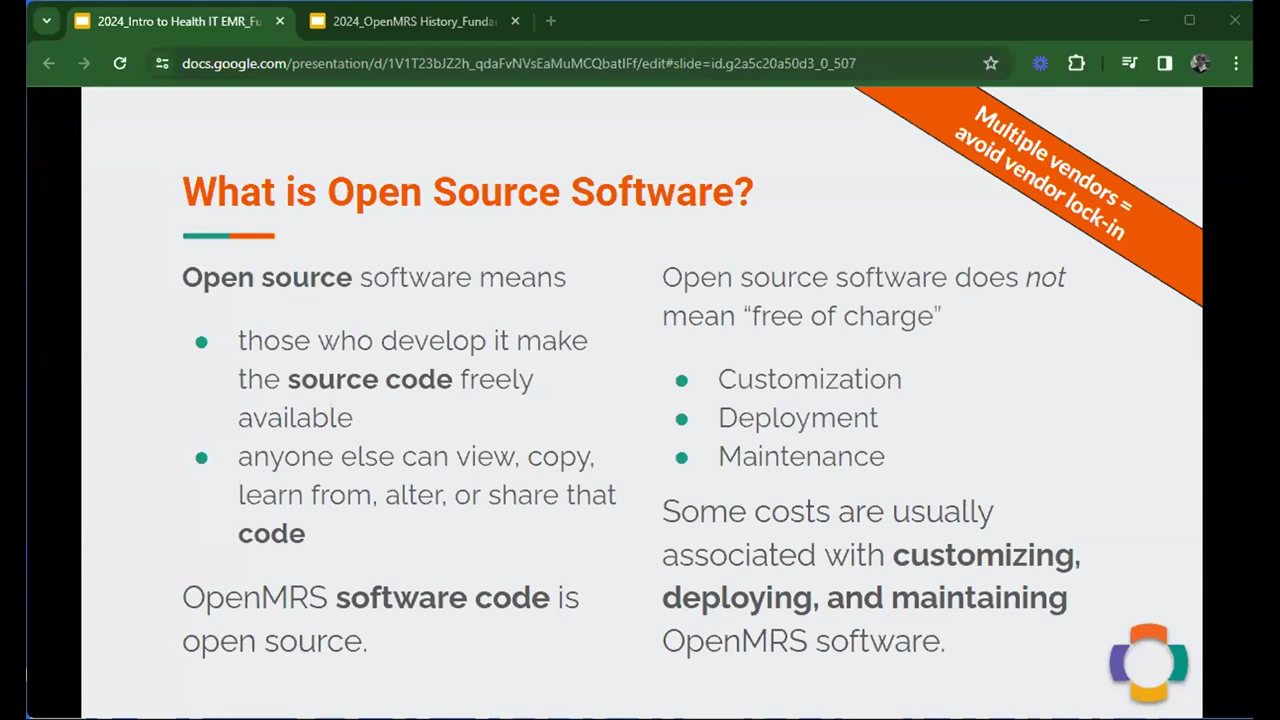 2024_Intro to Health IT EMR_Fu
2024_OpenMRS History_Funda
docs.google.com/presentation/d/1V1T23bJZ2h_qdaFvNVsEaMuMCQbatIFf/edit#slide=id.g2a5c20a50d3_0_507
Multiple vendors =
avoid vendor lock-in
What is Open Source Software?
Open source software means
those who develop it make
the source code freely
available
anyone else can view, copy,
learn from, alter, or share that
code
OpenMRS software code is
open source.
Open source software does not
mean “free of charge”
Customization
Deployment
Maintenance
Some costs are usually
associated with customizing,
deploying, and maintaining
OpenMRS software.